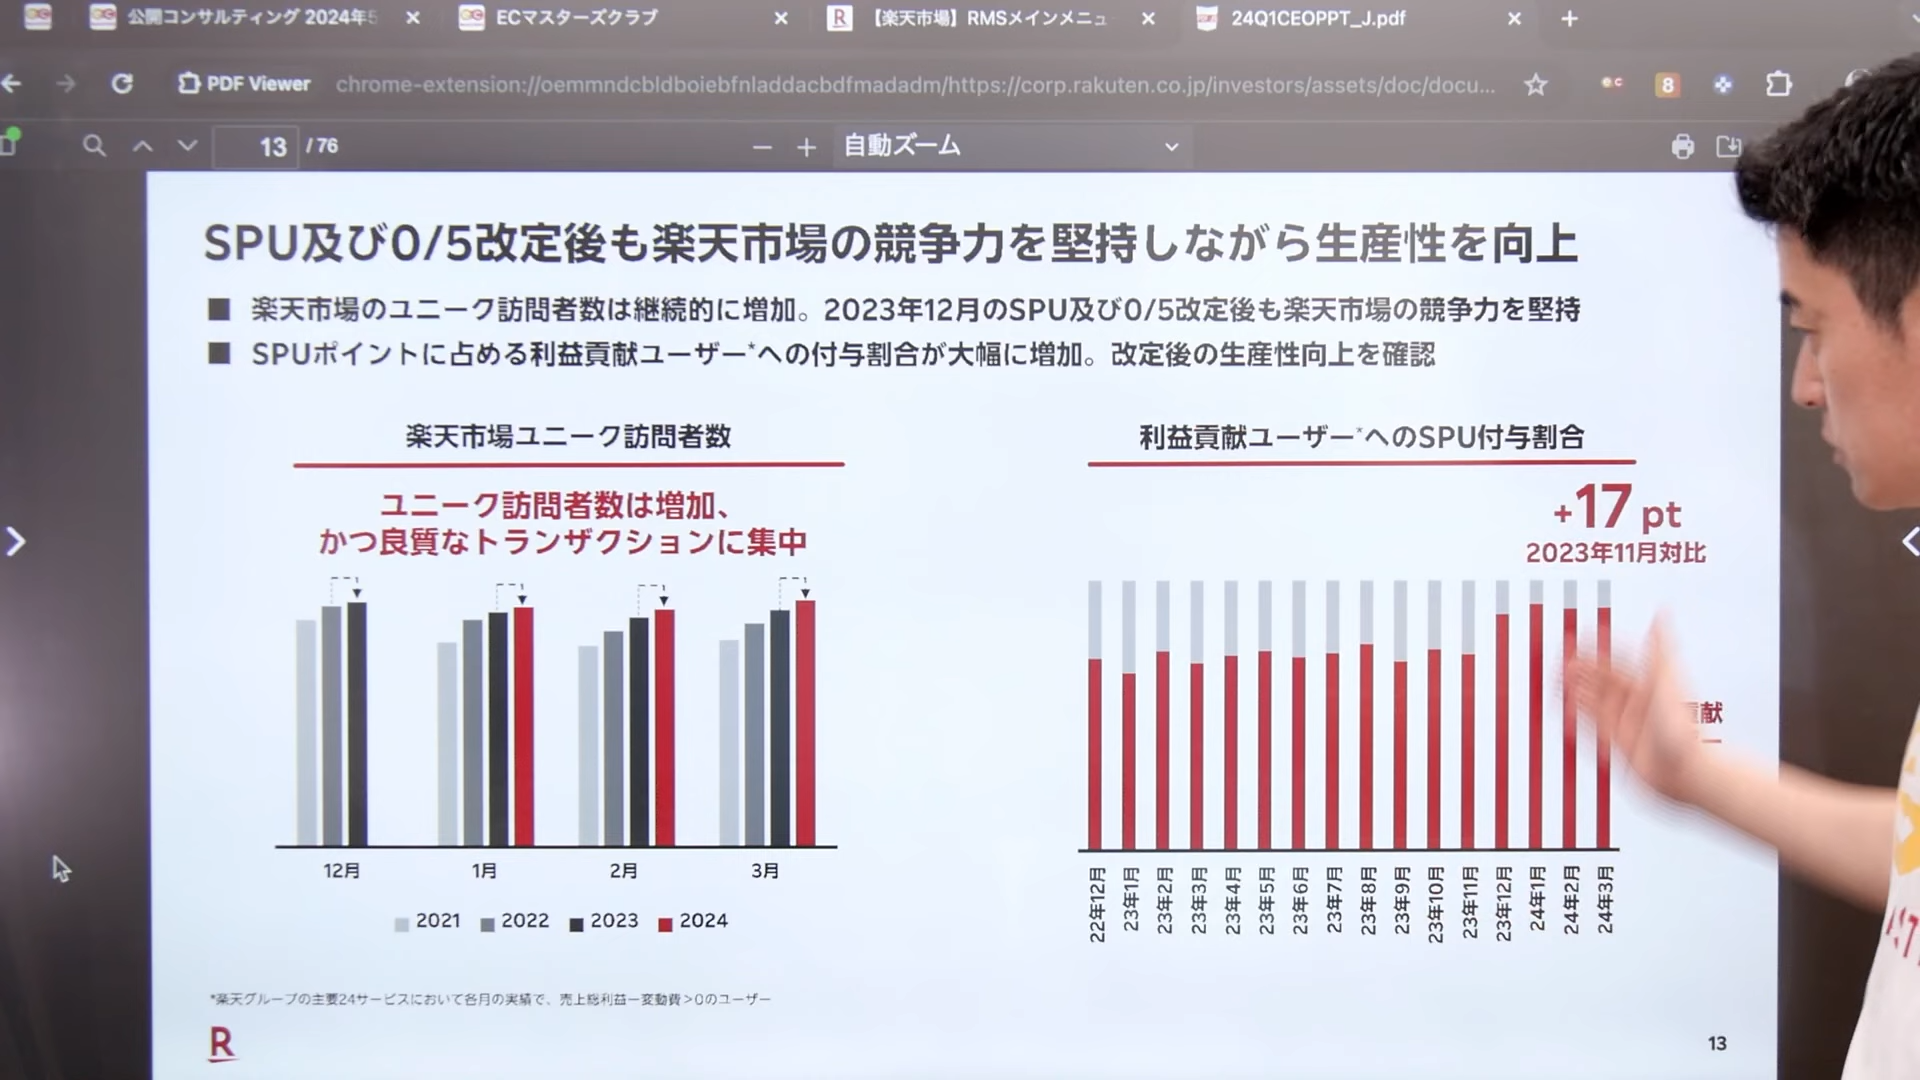 公開コンサルティング 2024年5
ECマスターズクラブ
【楽天市場】RMSメインメニュ
24Q1CEOPPT_J.pdf
PDF Viewer
chrome-extension://oemmndcbldboiebfnladdacbdfmadadm/https://corp.rakuten.co.jp/investors/assets/doc/docu...
8
13 / 76
自動ズーム
SPU及び0/5改定後も楽天市場の競争力を堅持しながら生産性を向上
■ 楽天市場のユニーク訪問者数は継続的に増加。2023年12月のSPU及び0/5改定後も楽天市場の競争力を堅持
■ SPUポイントに占める利益貢献ユーザー*への付与割合が大幅に増加。改定後の生産性向上を確認
楽天市場ユニーク訪問者数
ユニーク訪問者数は増加、
かつ良質なトランザクションに集中
12月 1月 2月 3月
2021 2022 2023 2024
利益貢献ユーザー*へのSPU付与割合
+17 pt
2023年11月対比
貢献
ー
22年12月 23年1月 23年2月 23年3月 23年4月 23年5月 23年6月 23年7月 23年8月 23年9月 23年10月 23年11月 23年12月 24年1月 24年2月 24年3月
*楽天グループの主要24サービスにおいて各月の実績で、売上総利益ー変動費>0のユーザー
R
13